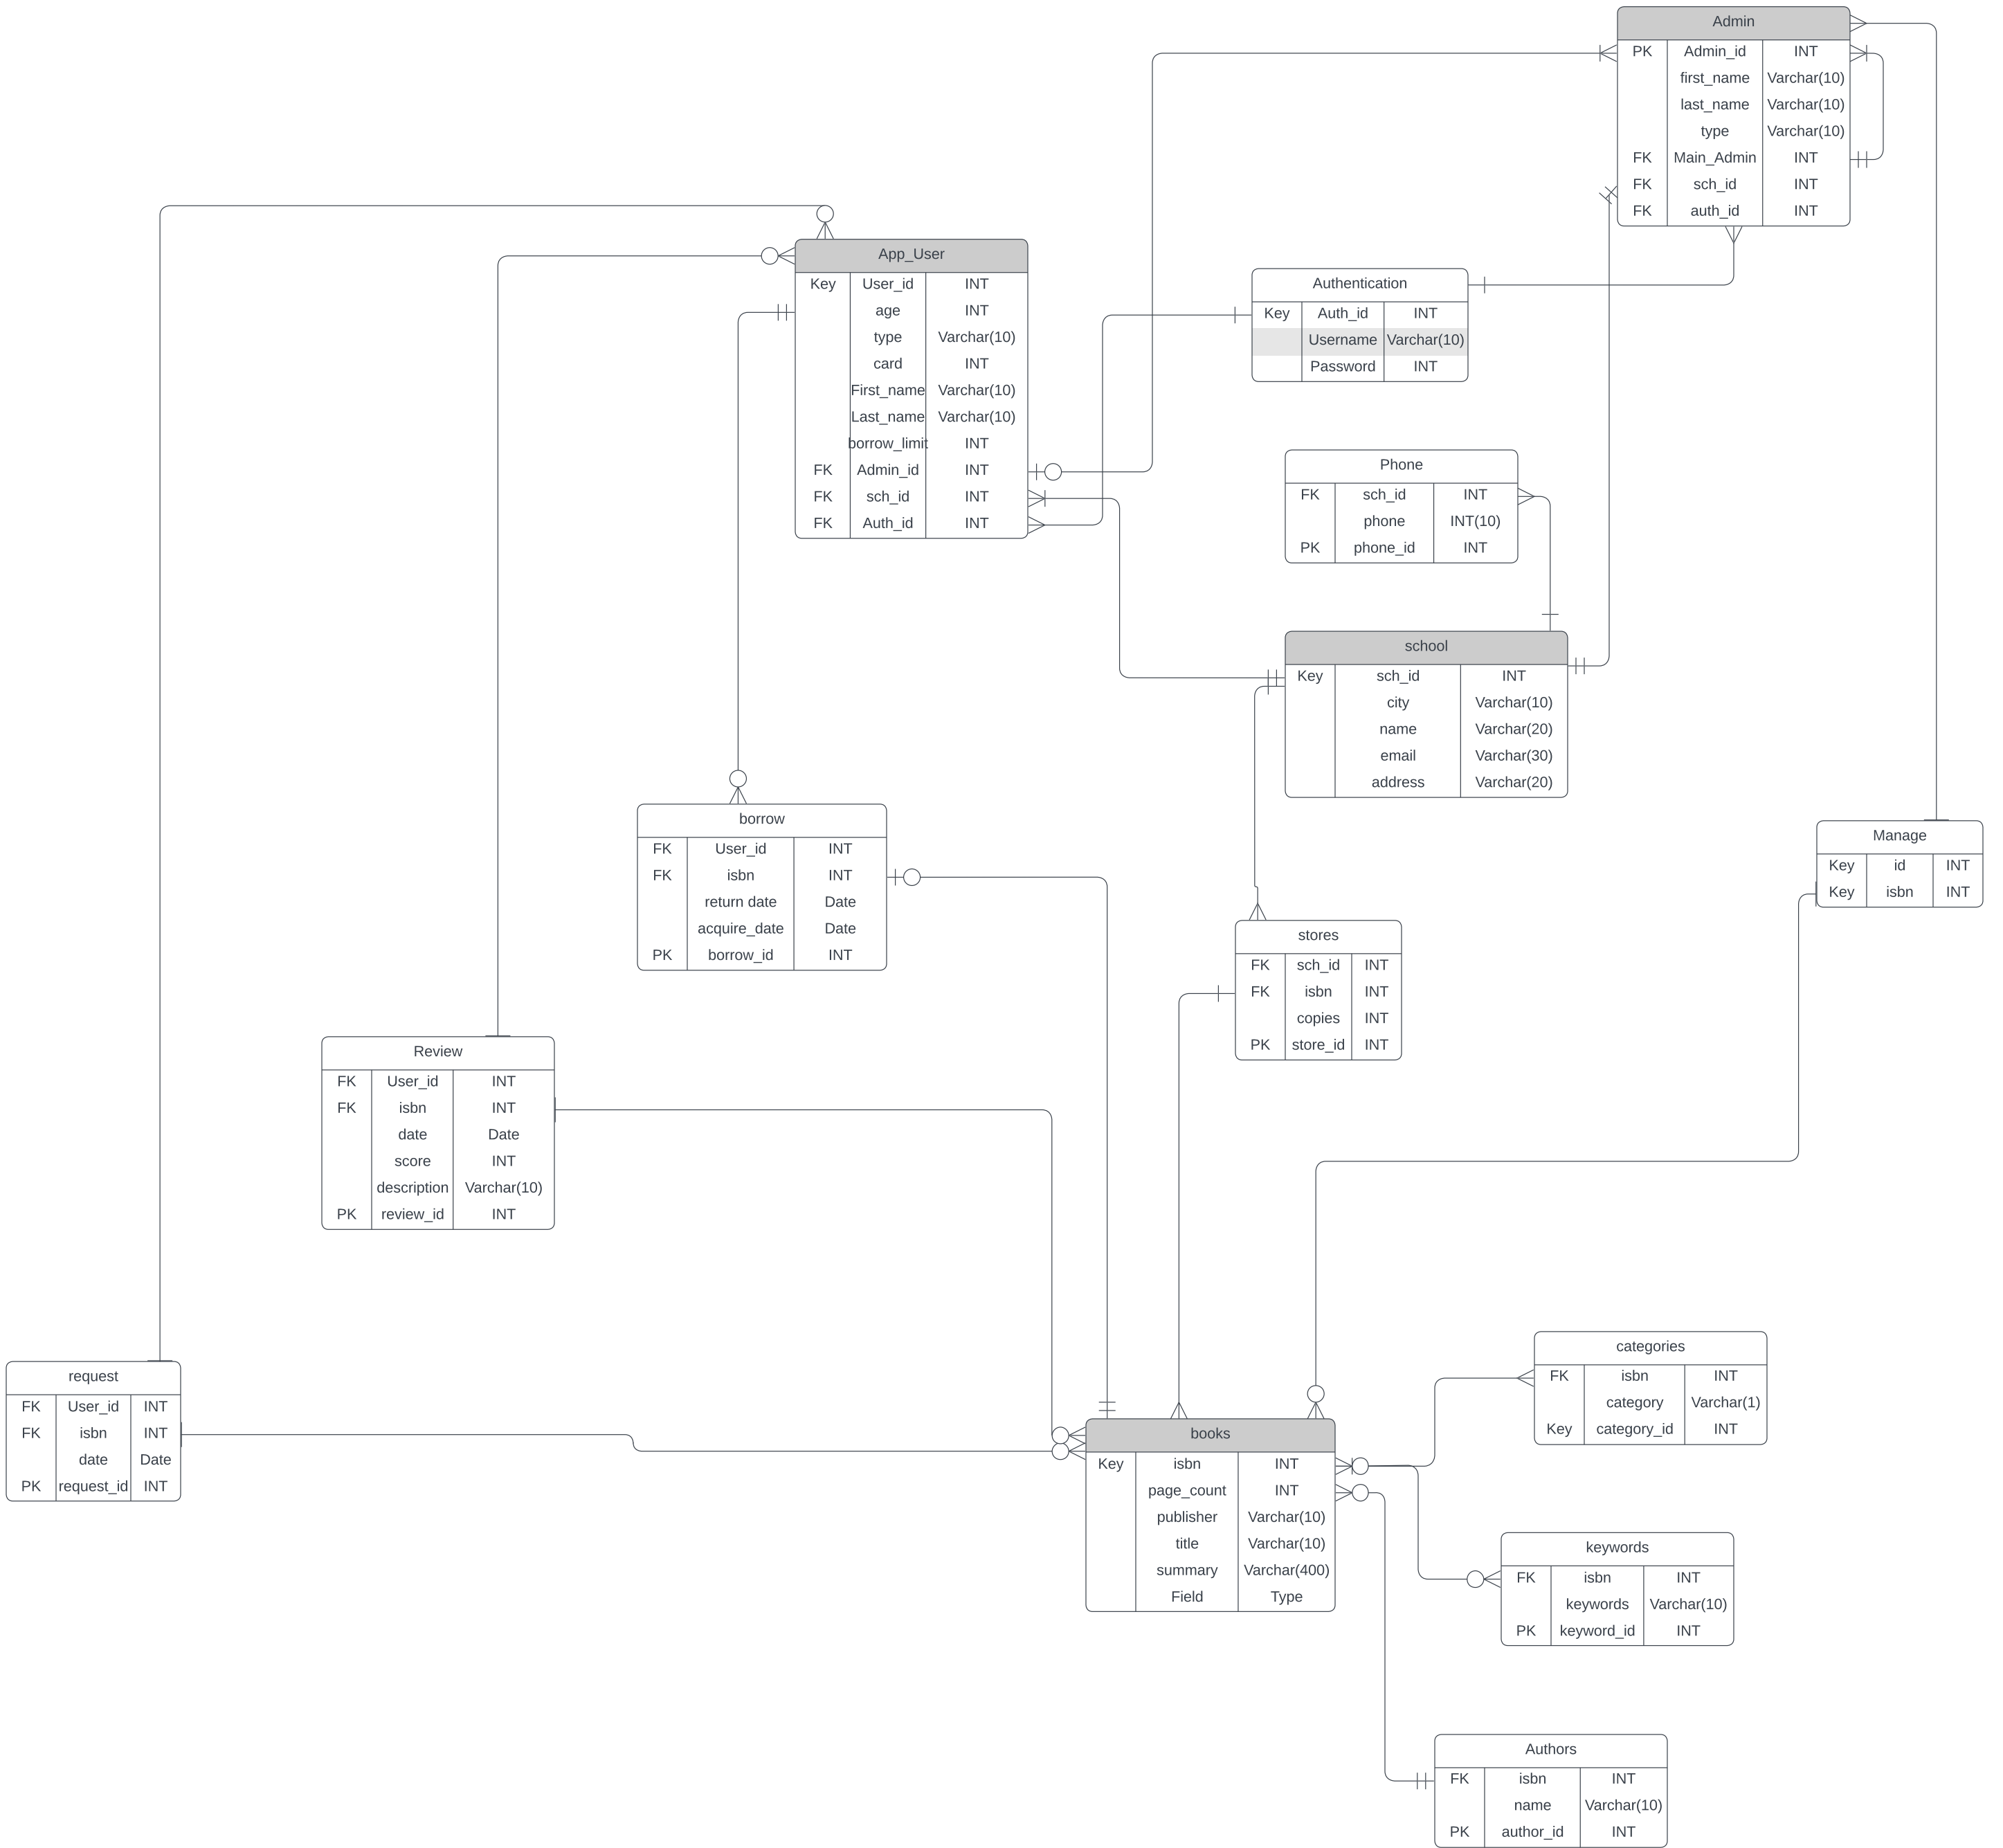 Admin
PK Admin_id INT
first_name Varchar(10)
last_name Varchar(10)
type Varchar(10)
FK Main_Admin INT
FK sch_id INT
FK auth_id INT
App_User
Key User_id INT
age INT
type Varchar(10)
card INT
First_name Varchar(10)
Last_name Varchar(10)
borrow_limit INT
FK Admin_id INT
FK sch_id INT
FK Auth_id INT
Authentication
Key Auth_id INT
Username Varchar(10)
Password INT
Phone
FK sch_id INT
phone INT(10)
PK phone_id INT
school
Key sch_id INT
city Varchar(10)
name Varchar(20)
email Varchar(30)
address Varchar(20)
borrow
FK User_id INT
FK isbn INT
return date Date
acquire_date Date
PK borrow_id INT
Manage
Key id INT
Key isbn INT
stores
FK sch_id INT
FK isbn INT
copies INT
PK store_id INT
Review
FK User_id INT
FK isbn INT
date Date
score INT
description Varchar(10)
PK review_id INT
request
FK User_id INT
FK isbn INT
date Date
PK request_id INT
books
Key isbn INT
page_count INT
publisher Varchar(10)
title Varchar(10)
summary Varchar(400)
Field Type
categories
FK isbn INT
category Varchar(1)
Key category_id INT
keywords
FK isbn INT
keywords Varchar(10)
PK keyword_id INT
Authors
FK isbn INT
name Varchar(10)
PK author_id INT